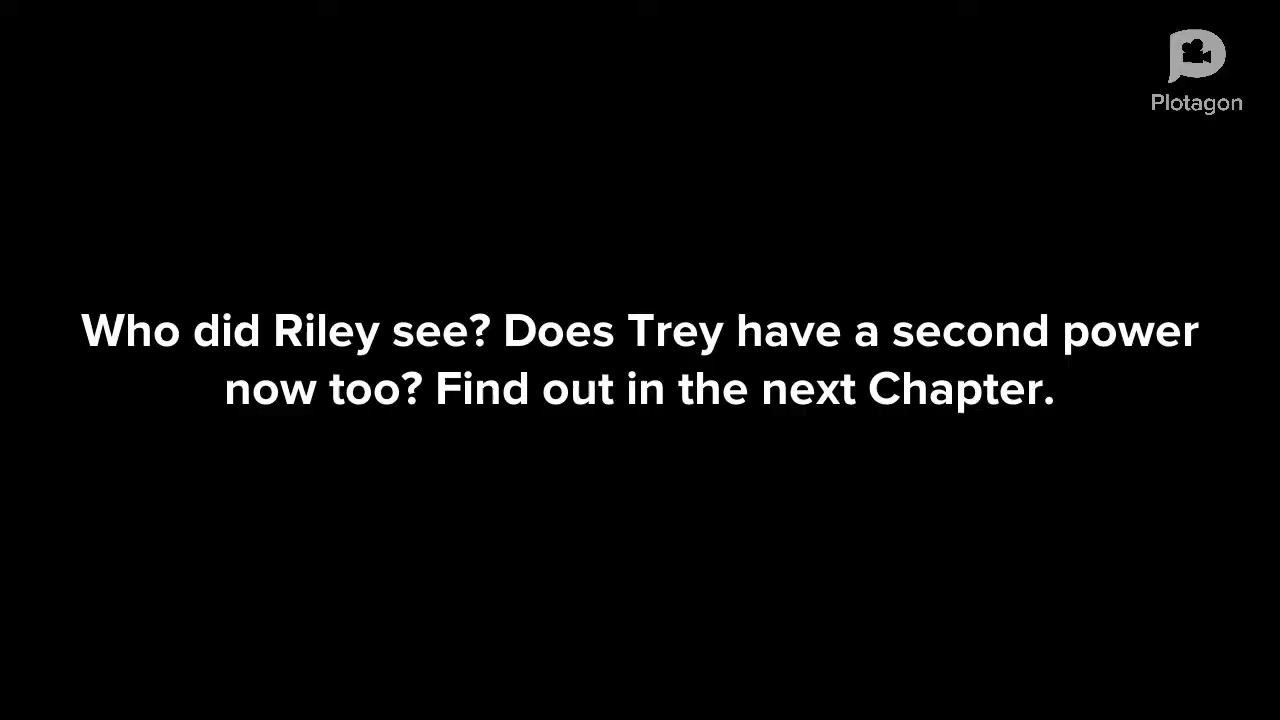 Plotagon
Who did Riley see? Does Trey have a second power
now too? Find out in the next Chapter.